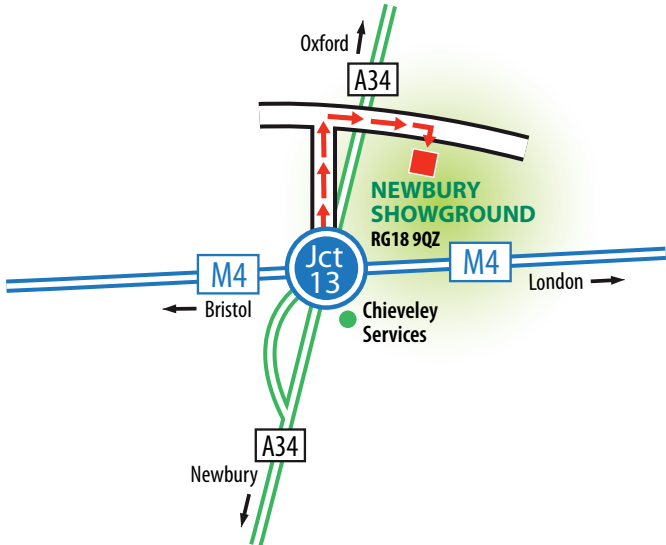 Oxford
A34
NEWBURY
SHOWGROUND
RG18 9QZ
Jct
13
M4
M4
London
Bristol
Chieveley
Services
A34
Newbury